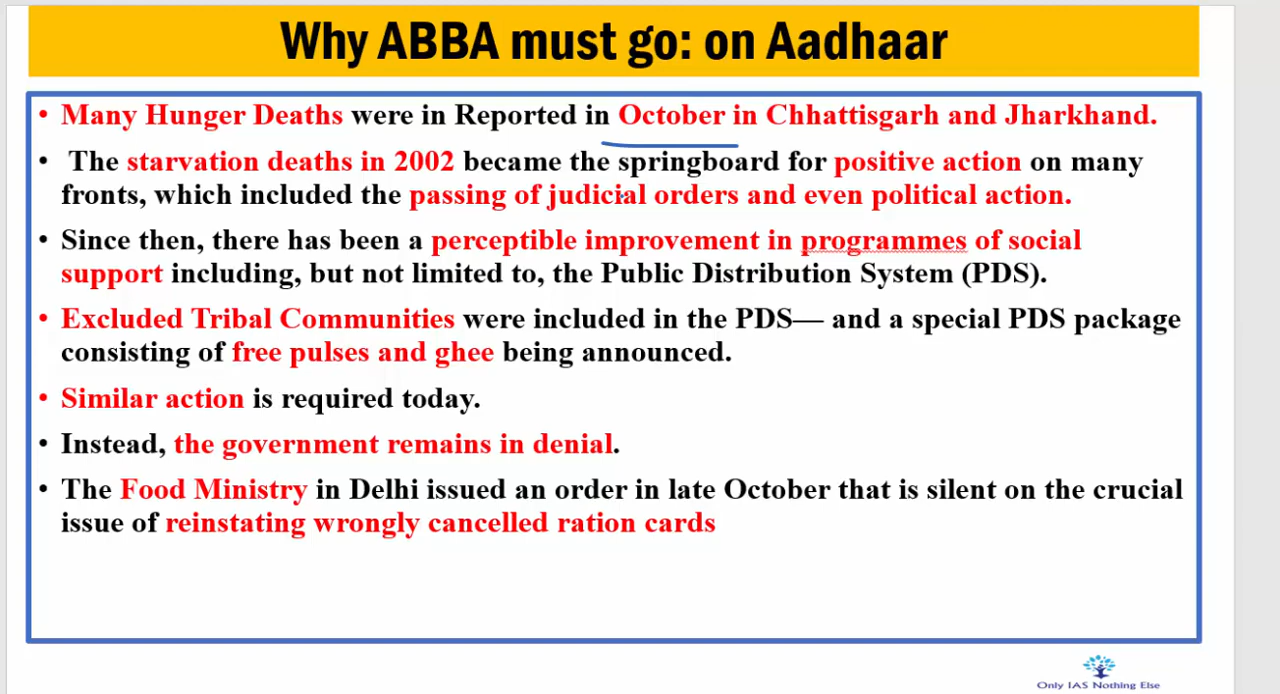 Why ABBA must go: on Aadhaar
• Many Hunger Deaths were in Reported in October in Chhattisgarh and Jharkhand.
• The starvation deaths in 2002 became the springboard for positive action on many
fronts, which included the passing of judicial orders and even political action.
• Since then, there has been a perceptible improvement in programmes of social
support including, but not limited to, the Public Distribution System (PDS).
• Excluded Tribal Communities were included in the PDS— and a special PDS package
consisting of free pulses and ghee being announced.
• Similar action is required today.
• Instead, the government remains in denial.
• The Food Ministry in Delhi issued an order in late October that is silent on the crucial
issue of reinstating wrongly cancelled ration cards
Only IAS Nothing Else